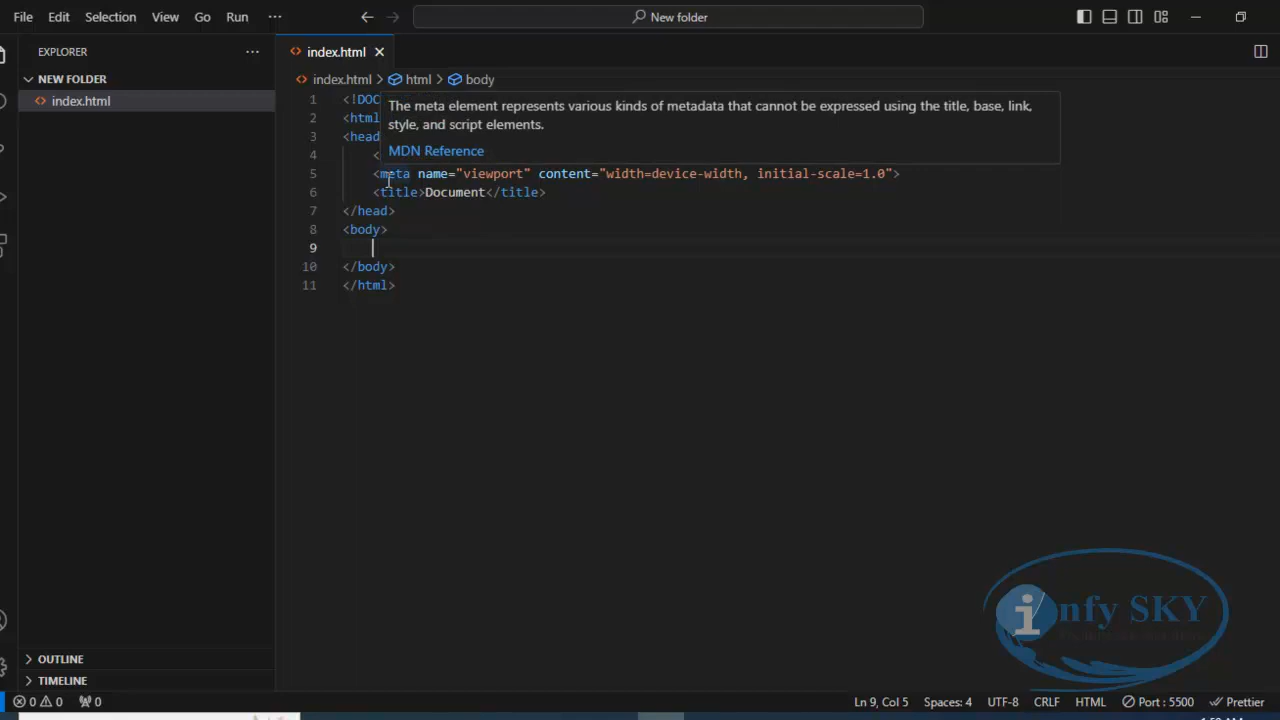 File Edit Selection View Go Run ··· New folder
EXPLORER ···
index.html
NEW FOLDER
index.html > html > body
index.html
1 <!DOC
The meta element represents various kinds of metadata that cannot be expressed using the title, base, link,
2 <html
style, and script elements.
3 <head
MDN Reference
4 <
5 <meta name="viewport" content="width=device-width, initial-scale=1.0">
6 <title>Document</title>
7 </head>
8 <body>
9
10 </body>
11 </html>
infy SKY
OUTLINE
TIMELINE
0 0 0 Ln 9, Col 5 Spaces: 4 UTF-8 CRLF HTML Port : 5500 Prettier